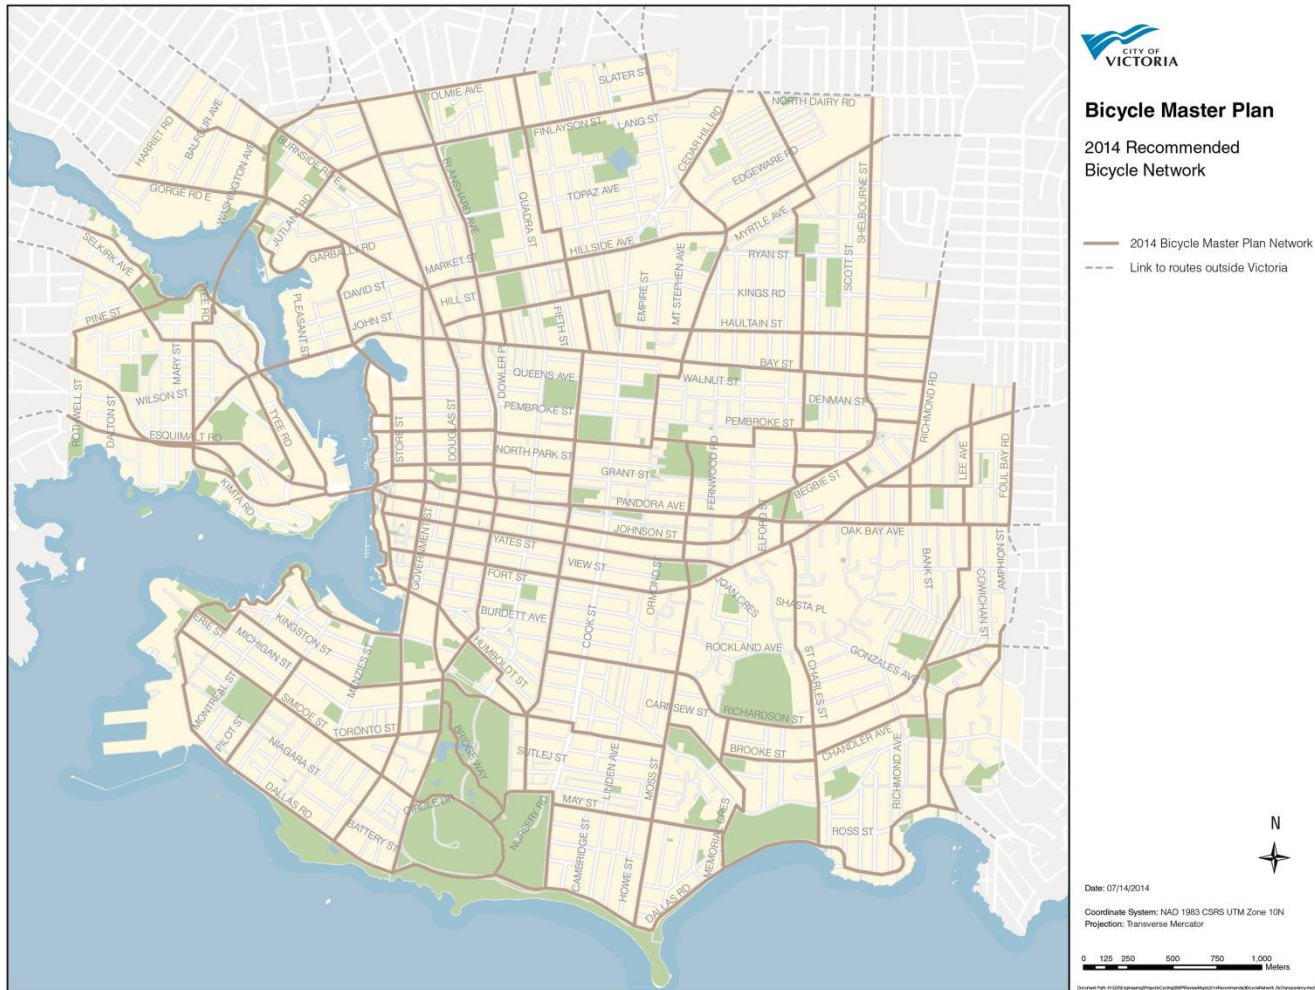 CITY OF
VICTORIA
Bicycle Master Plan
2014 Recommended
Bicycle Network
2014 Bicycle Master Plan Network
Link to routes outside Victoria
SLATER ST
TOLMIE AVE
NORTH DAIRY RD
HARRIET RD
BALFOUR AVE
WASHINGTON AVE
BURNSIDE RD E
FINLAYSON ST
LANG ST
CEDAR HILL RD
EDGEWARE RD
BLANSHARD AVE
GORGE RD E
JUTLAND RD
TOPAZ AVE
QUADRA ST
SHELBOURNE ST
MYRTLE AVE
SELKIRK AVE
GARBALLY RD
MARKET ST
HILLSIDE AVE
RYAN ST
SCOTT ST
DAVID ST
HILL ST
EMPIRE ST
MT STEPHEN AVE
KINGS RD
PLEASANT ST
JOHN ST
FIFTH ST
HAULTAIN ST
PINE ST
MARY ST
BAY ST
QUEENS AVE
WALNUT ST
WILSON ST
ROTHWELL ST
DALTON ST
TYEE RD
STORE ST
DOUGLAS ST
PEMBROKE ST
PEMBROKE ST
DENMAN ST
RICHMOND RD
ESQUIMALT RD
NORTH PARK ST
GRANT ST
FERNWOOD RD
LEE AVE
FOUL BAY RD
KIMTA RD
PANDORA AVE
BEGBIE ST
GOVERNMENT ST
JOHNSON ST
ELFORD ST
OAK BAY AVE
YATES ST
VIEW ST
FORT ST
ORMOND ST
JOAN CRES
SHASTA PL
BANK ST
COWICHAN ST
AMPHION ST
BURDETT AVE
COOK ST
ERIE ST
KINGSTON ST
MICHIGAN ST
MENZIES ST
HUMBOLDT ST
ROCKLAND AVE
ST CHARLES ST
GONZALES AVE
MONTREAL ST
SIMCOE ST
PILOT ST
TORONTO ST
CARNSEW ST
RICHARDSON ST
BRIDGE WAY
SUTLEJ ST
LINDEN AVE
BROOKE ST
CHANDLER AVE
RICHMOND AVE
NIAGARA ST
DALLAS RD
CIRCLE DR
MOSS ST
MAY ST
NURSERY RD
BATTERY ST
CAMBRIDGE ST
HOWE ST
MEMORIAL CRES
ROSS ST
DALLAS RD
N
Date: 07/14/2014
Coordinate System: NAD 1983 CSRS UTM Zone 10N
Projection: Transverse Mercator
0 125 250 500 750 1,000
Meters